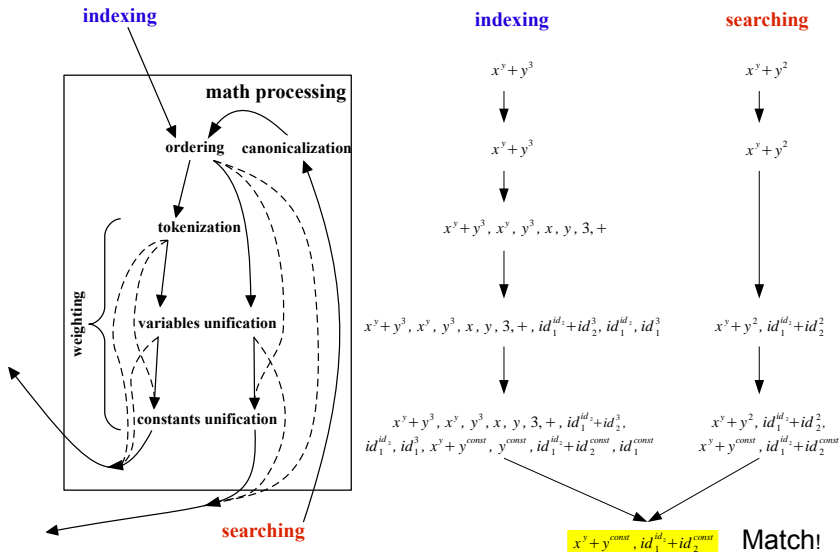 indexing
math processing
ordering
canonicalization
tokenization
weighting
variables unification
constants unification
searching
indexing
x^y + y^3
x^y + y^3
x^y + y^3, x^y, y^3, x, y, 3, +
x^y + y^3, x^y, y^3, x, y, 3, +, id_1^{id_2} + id_2^3, id_1^{id_2}, id_1^3
x^y + y^3, x^y, y^3, x, y, 3, +, id_1^{id_2} + id_2^3,
id_1^{id_2}, id_1^3, x^y + y^{const}, y^{const}, id_1^{id_2} + id_2^{const}, id_1^{const}
searching
x^y + y^2
x^y + y^2
x^y + y^2, id_1^{id_2} + id_2^2
x^y + y^2, id_1^{id_2} + id_2^2,
x^y + y^{const}, id_1^{id_2} + id_2^{const}
x^y + y^{const}, id_1^{id_2} + id_2^{const}
Match!